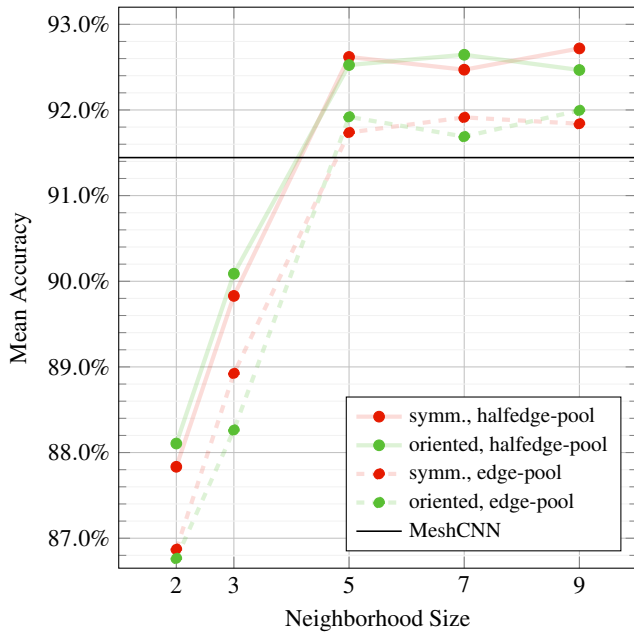 93.0%
92.0%
91.0%
90.0%
89.0%
88.0%
87.0%
Mean Accuracy
symm., halfedge-pool
oriented, halfedge-pool
symm., edge-pool
oriented, edge-pool
MeshCNN
2 3 5 7 9
Neighborhood Size